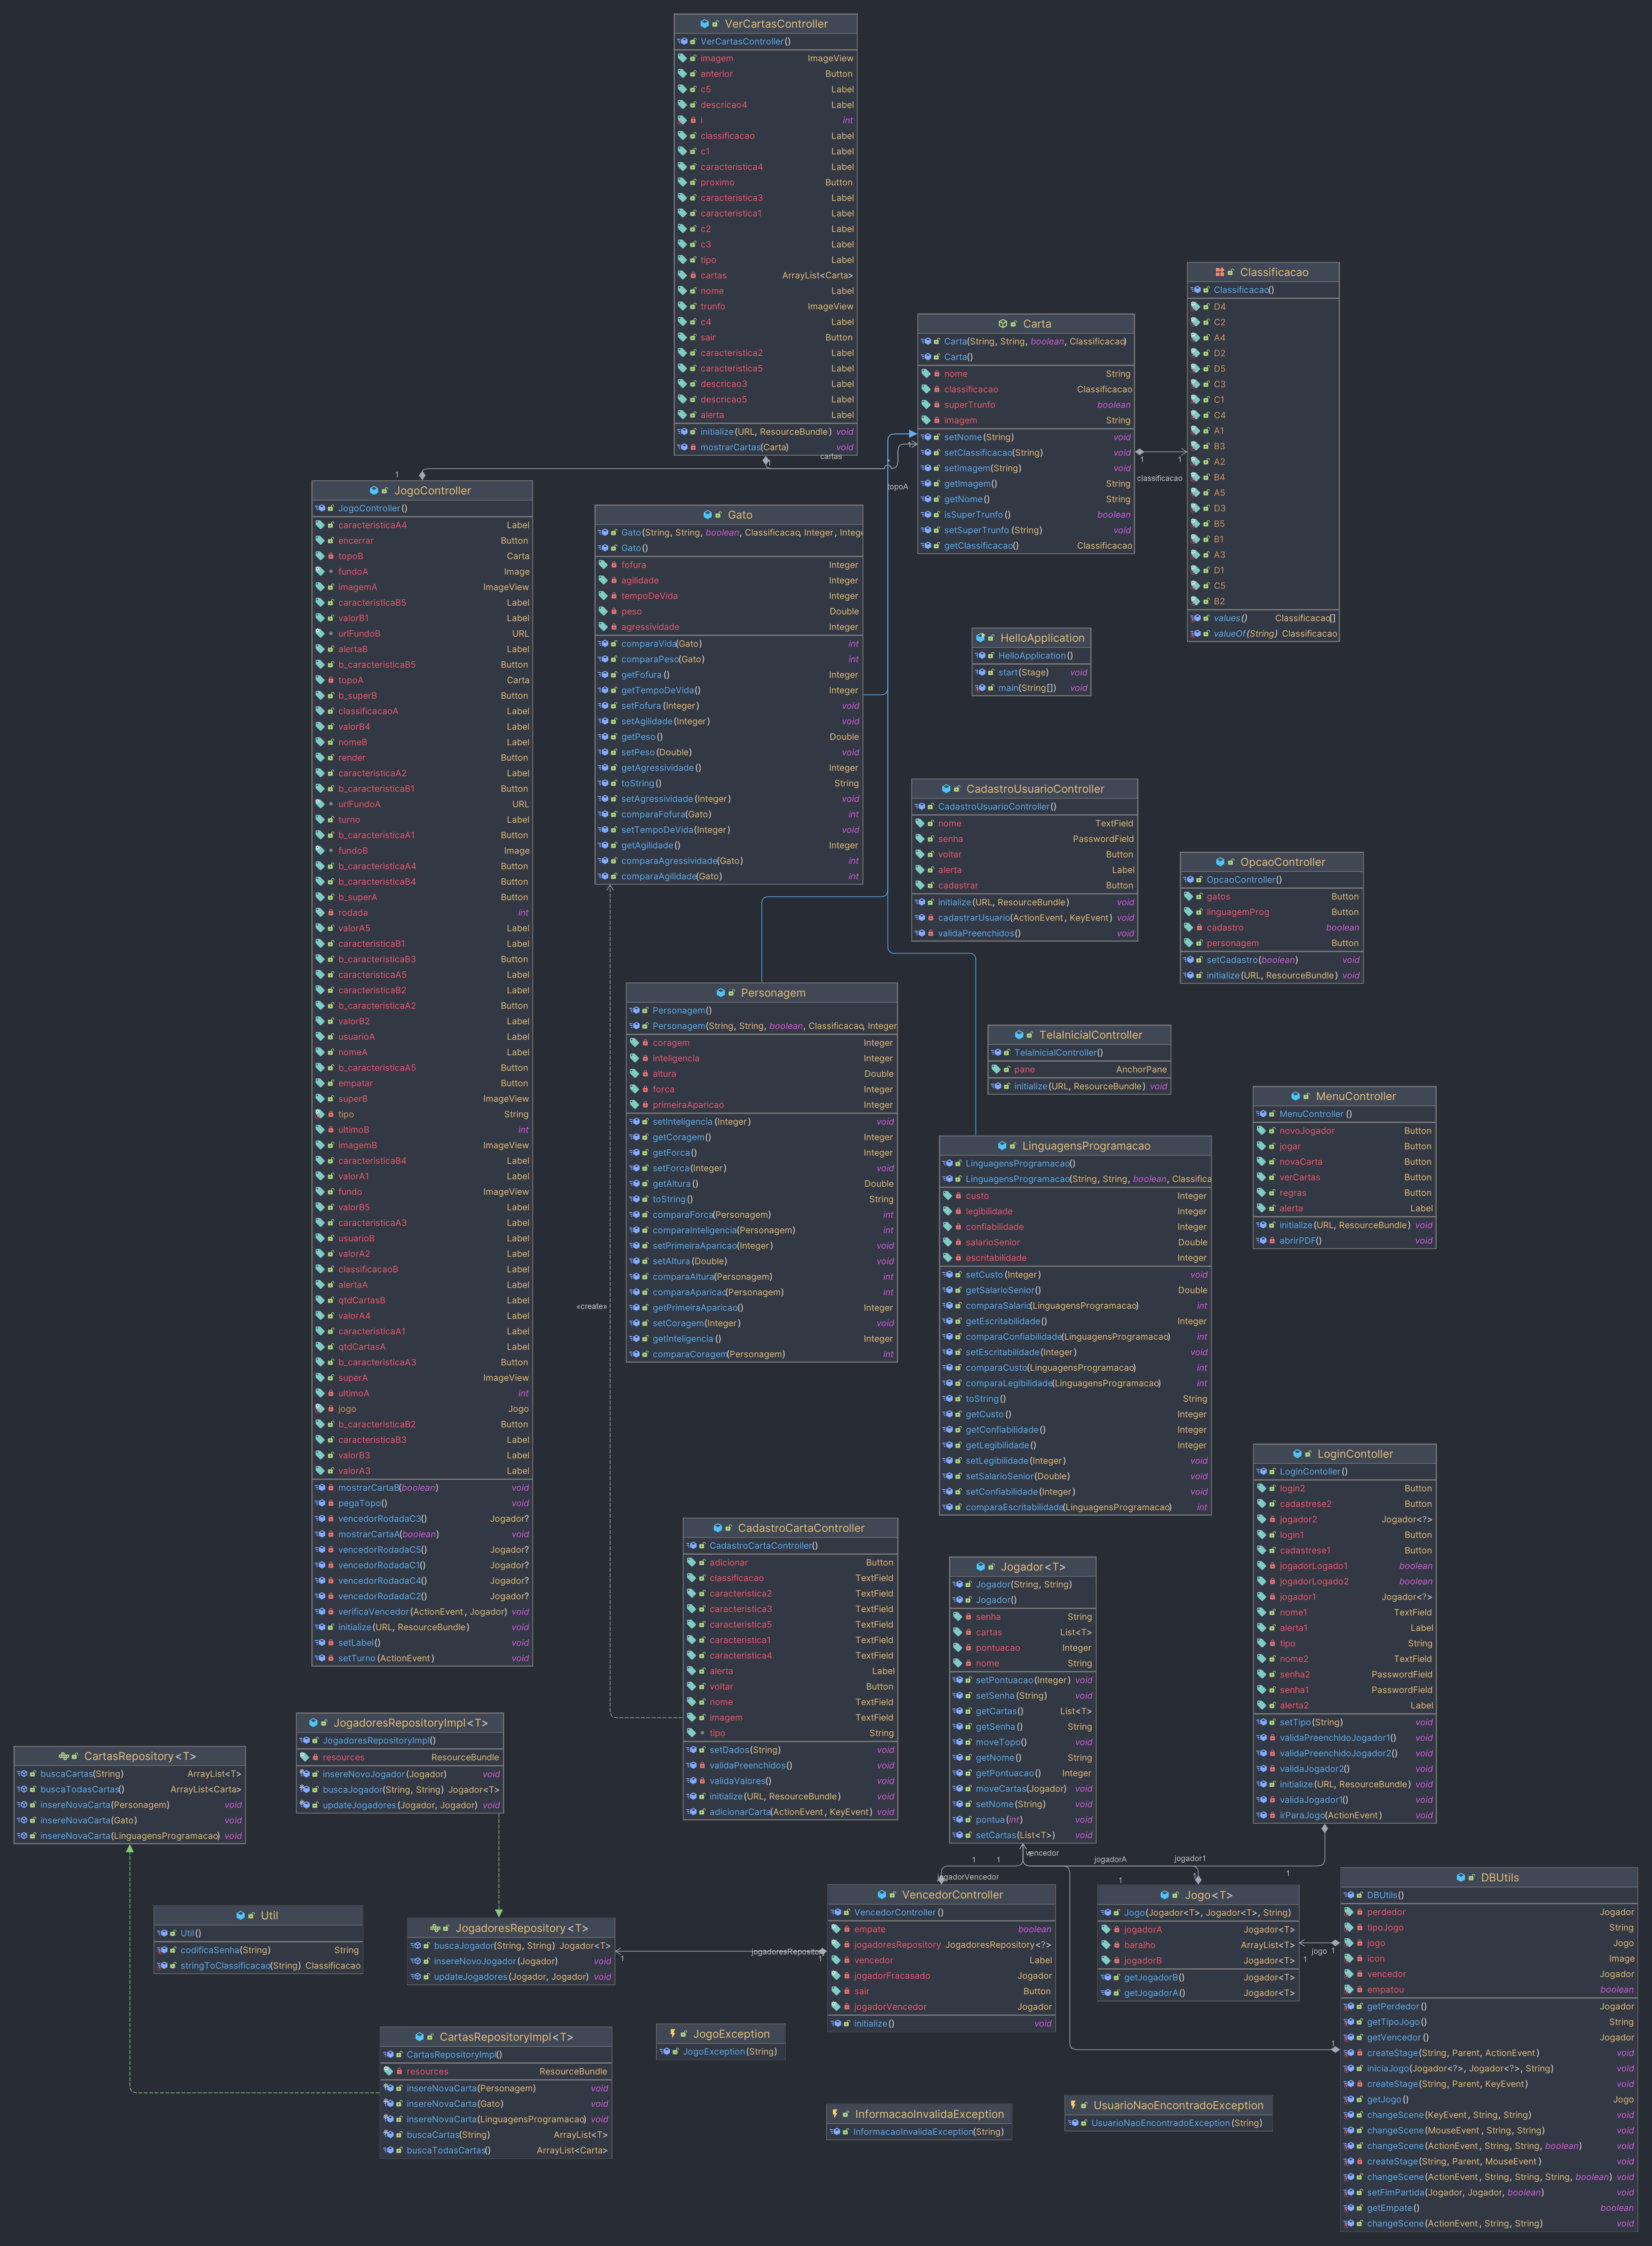 VerCartasController
VerCartasController()
imagem ImageView
anterior Button
c5 Label
descricao4 Label
i int
classificacao Label
c1 Label
caracteristica4 Label
proximo Button
caracteristica3 Label
caracteristica1 Label
c2 Label
c3 Label
tipo Label
cartas ArrayList<Carta>
nome Label
trunfo ImageView
c4 Label
sair Button
caracteristica2 Label
caracteristica5 Label
descricao3 Label
descricao5 Label
alerta Label
initialize(URL, ResourceBundle) void
mostrarCartas(Carta) void
1
cartas
1
topoA
1
Classificacao
Classificacao()
D4
C2
A4
D2
D5
C3
C1
C4
A1
B3
A2
B4
A5
D3
B5
B1
A3
D1
C5
B2
values() Classificacao[]
valueOf(String) Classificacao
Carta
Carta(String, String, boolean, Classificacao)
Carta()
nome String
classificacao Classificacao
superTrunfo boolean
imagem String
setNome(String) void
setClassificacao(String) void
setImagem(String) void
getImagem() String
getNome() String
isSuperTrunfo() boolean
setSuperTrunfo(String) void
getClassificacao() Classificacao
1 1
classificacao
JogoController
JogoController()
caracteristicaA4 Label
encerrar Button
topoB Carta
fundoA Image
imagemA ImageView
caracteristicaB5 Label
valorB1 Label
urlFundoB URL
alertaB Label
b_caracteristicaB5 Button
topoA Carta
b_superB Button
classificacaoA Label
valorB4 Label
nomeB Label
render Button
caracteristicaA2 Label
b_caracteristicaB1 Button
urlFundoA URL
turno Label
b_caracteristicaA1 Button
fundoB Image
b_caracteristicaA4 Button
b_caracteristicaB4 Button
b_superA Button
rodada int
valorA5 Label
caracteristicaB1 Label
b_caracteristicaB3 Button
caracteristicaA5 Label
caracteristicaB2 Label
b_caracteristicaA2 Button
valorB2 Label
usuarioA Label
nomeA Label
b_caracteristicaA5 Button
empatar Button
superB ImageView
tipo String
ultimoB int
imagemB ImageView
caracteristicaB4 Label
valorA1 Label
fundo ImageView
valorB5 Label
caracteristicaA3 Label
usuarioB Label
valorA2 Label
classificacaoB Label
alertaA Label
qtdCartasB Label
valorA4 Label
caracteristicaA1 Label
qtdCartasA Label
b_caracteristicaA3 Button
superA ImageView
ultimoA int
jogo Jogo
b_caracteristicaB2 Button
caracteristicaB3 Label
valorB3 Label
valorA3 Label
mostrarCartaB(boolean) void
pegaTopo() void
vencedorRodadaC3() Jogador?
mostrarCartaA(boolean) void
vencedorRodadaC5() Jogador?
vencedorRodadaC1() Jogador?
vencedorRodadaC4() Jogador?
vencedorRodadaC2() Jogador?
verificaVencedor(ActionEvent, Jogador) void
initialize(URL, ResourceBundle) void
setLabel() void
setTurno(ActionEvent) void
Gato
Gato(String, String, boolean, Classificacao, Integer, Intege
Gato()
fofura Integer
agilidade Integer
tempoDeVida Integer
peso Double
agressividade Integer
comparaVida(Gato) int
comparaPeso(Gato) int
getFofura() Integer
getTempoDeVida() Integer
setFofura(Integer) void
setAgilidade(Integer) void
getPeso() Double
setPeso(Double) void
getAgressividade() Integer
toString() String
setAgressividade(Integer) void
comparaFofura(Gato) int
setTempoDeVida(Integer) void
getAgilidade() Integer
comparaAgressividade(Gato) int
comparaAgilidade(Gato) int
HelloApplication
HelloApplication()
start(Stage) void
main(String[]) void
CadastroUsuarioController
CadastroUsuarioController()
nome TextField
senha PasswordField
voltar Button
alerta Label
cadastrar Button
initialize(URL, ResourceBundle) void
cadastrarUsuario(ActionEvent, KeyEvent) void
validaPreenchidos() void
OpcaoController
OpcaoController()
gatos Button
linguagemProg Button
cadastro boolean
personagem Button
setCadastro(boolean) void
initialize(URL, ResourceBundle) void
Personagem
Personagem()
Personagem(String, String, boolean, Classificacao, Integer
coragem Integer
inteligencia Integer
altura Double
forca Integer
primeiraAparicao Integer
setInteligencia(Integer) void
getCoragem() Integer
getForca() Integer
setForca(Integer) void
getAltura() Double
toString() String
comparaForca(Personagem) int
comparaInteligencia(Personagem) int
setPrimeiraAparicao(Integer) void
setAltura(Double) void
comparaAltura(Personagem) int
comparaAparicao(Personagem) int
getPrimeiraAparicao() Integer
setCoragem(Integer) void
getInteligencia() Integer
comparaCoragem(Personagem) int
«create»
TelaInicialController
TelaInicialController()
pane AnchorPane
initialize(URL, ResourceBundle) void
MenuController
MenuController()
novoJogador Button
jogar Button
novaCarta Button
verCartas Button
regras Button
alerta Label
initialize(URL, ResourceBundle) void
abrirPDF() void
LinguagensProgramacao
LinguagensProgramacao()
LinguagensProgramacao(String, String, boolean, Classifica
custo Integer
legibilidade Integer
confiabilidade Integer
salarioSenior Double
escritabilidade Integer
setCusto(Integer) void
getSalarioSenior() Double
comparaSalario(LinguagensProgramacao) int
getEscritabilidade() Integer
comparaConfiabilidade(LinguagensProgramacao) int
setEscritabilidade(Integer) void
comparaCusto(LinguagensProgramacao) int
comparaLegibilidade(LinguagensProgramacao) int
toString() String
getCusto() Integer
getConfiabilidade() Integer
getLegibilidade() Integer
setLegibilidade(Integer) void
setSalarioSenior(Double) void
setConfiabilidade(Integer) void
comparaEscritabilidade(LinguagensProgramacao) int
LoginContoller
LoginContoller()
login2 Button
cadastrese2 Button
jogador2 Jogador<?>
login1 Button
cadastrese1 Button
jogadorLogado1 boolean
jogadorLogado2 boolean
jogador1 Jogador<?>
nome1 TextField
alerta1 Label
tipo String
nome2 TextField
senha2 PasswordField
senha1 PasswordField
alerta2 Label
setTipo(String) void
validaPreenchidoJogador1() void
validaPreenchidoJogador2() void
validaJogador2() void
initialize(URL, ResourceBundle) void
validaJogador1() void
irParaJogo(ActionEvent) void
CadastroCartaController
CadastroCartaController()
adicionar Button
classificacao TextField
caracteristica2 TextField
caracteristica3 TextField
caracteristica5 TextField
caracteristica1 TextField
caracteristica4 TextField
alerta Label
voltar Button
nome TextField
imagem TextField
tipo String
setDados(String) void
validaPreenchidos() void
validaValores() void
initialize(URL, ResourceBundle) void
adicionarCarta(ActionEvent, KeyEvent) void
Jogador<T>
Jogador(String, String)
Jogador()
senha String
cartas List<T>
pontuacao Integer
nome String
setPontuacao(Integer) void
setSenha(String) void
getCartas() List<T>
getSenha() String
moveTopo() void
getNome() String
getPontuacao() Integer
moveCartas(Jogador) void
setNome(String) void
pontua(int) void
setCartas(List<T>) void
vencedor
1 1
jogadorA
jogador1
1
jogadorVencedor
1
1
JogadoresRepositoryImpl<T>
JogadoresRepositoryImpl()
resources ResourceBundle
insereNovoJogador(Jogador) void
buscaJogador(String, String) Jogador<T>
updateJogadores(Jogador, Jogador) void
CartasRepository<T>
buscaCartas(String) ArrayList<T>
buscaTodasCartas() ArrayList<Carta>
insereNovaCarta(Personagem) void
insereNovaCarta(Gato) void
insereNovaCarta(LinguagensProgramacao) void
Util
Util()
codificaSenha(String) String
stringToClassificacao(String) Classificacao
JogadoresRepository<T>
buscaJogador(String, String) Jogador<T>
insereNovoJogador(Jogador) void
updateJogadores(Jogador, Jogador) void
1
jogadoresReposito
1
VencedorController
VencedorController()
empate boolean
jogadoresRepository JogadoresRepository<?>
vencedor Label
jogadorFracasado Jogador
sair Button
jogadorVencedor Jogador
initialize() void
Jogo<T>
Jogo(Jogador<T>, Jogador<T>, String)
jogadorA Jogador<T>
baralho ArrayList<T>
jogadorB Jogador<T>
getJogadorB() Jogador<T>
getJogadorA() Jogador<T>
1 jogo 1
1
DBUtils
DBUtils()
perdedor Jogador
tipoJogo String
jogo Jogo
icon Image
vencedor Jogador
empatou boolean
getPerdedor() Jogador
getTipoJogo() String
getVencedor() Jogador
createStage(String, Parent, ActionEvent) void
iniciaJogo(Jogador<?>, Jogador<?>, String) void
createStage(String, Parent, KeyEvent) void
getJogo() Jogo
changeScene(KeyEvent, String, String) void
changeScene(MouseEvent, String, String) void
changeScene(ActionEvent, String, String, boolean) void
createStage(String, Parent, MouseEvent) void
changeScene(ActionEvent, String, String, String, boolean) void
setFimPartida(Jogador, Jogador, boolean) void
getEmpate() boolean
changeScene(ActionEvent, String, String) void
CartasRepositoryImpl<T>
CartasRepositoryImpl()
resources ResourceBundle
insereNovaCarta(Personagem) void
insereNovaCarta(Gato) void
insereNovaCarta(LinguagensProgramacao) void
buscaCartas(String) ArrayList<T>
buscaTodasCartas() ArrayList<Carta>
JogoException
JogoException(String)
InformacaoInvalidaException
InformacaoInvalidaException(String)
UsuarioNaoEncontradoException
UsuarioNaoEncontradoException(String)